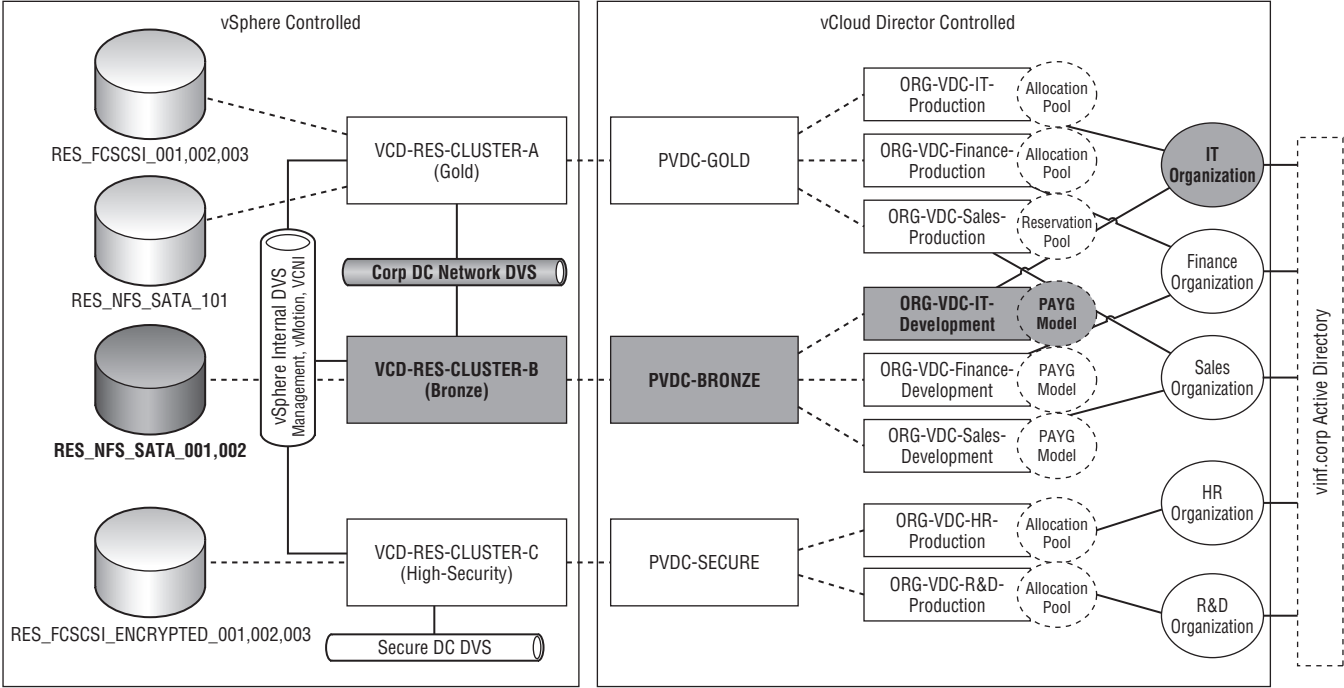 vSphere Controlled
RES_FCSCSI_001,002,003
RES_NFS_SATA_101
RES_NFS_SATA_001,002
RES_FCSCSI_ENCRYPTED_001,002,003
vSphere Internal DVS
Management, vMotion, VCNI
VCD-RES-CLUSTER-A
(Gold)
Corp DC Network DVS
VCD-RES-CLUSTER-B
(Bronze)
VCD-RES-CLUSTER-C
(High-Security)
Secure DC DVS
vCloud Director Controlled
PVDC-GOLD
PVDC-BRONZE
PVDC-SECURE
ORG-VDC-IT-
Production
Allocation
Pool
ORG-VDC-Finance-
Production
Allocation
Pool
ORG-VDC-Sales-
Production
Reservation
Pool
ORG-VDC-IT-
Development
PAYG
Model
ORG-VDC-Finance-
Development
PAYG
Model
ORG-VDC-Sales-
Development
PAYG
Model
ORG-VDC-HR-
Production
Allocation
Pool
ORG-VDC-R&D-
Production
Allocation
Pool
IT
Organization
Finance
Organization
Sales
Organization
HR
Organization
R&D
Organization
vinf.corp Active Directory